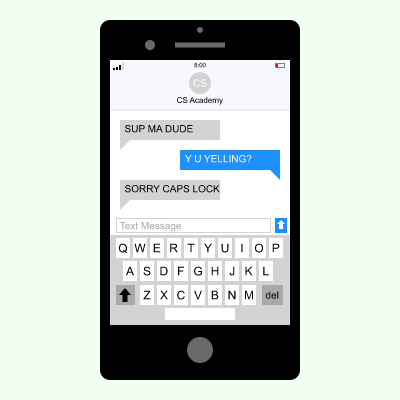 8:00
CS
CS Academy
SUP MA DUDE
Y U YELLING?
SORRY CAPS LOCK
Text Message
Q W E R T Y U I O P
A S D F G H J K L
Z X C V B N M del